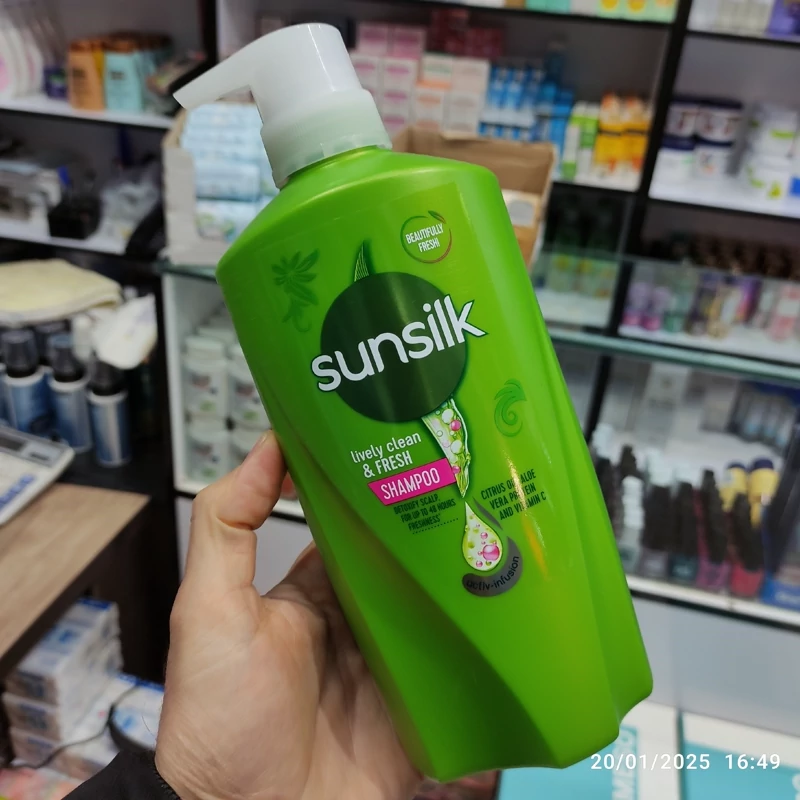 BEAUTIFULLY
FRESH!
sunsilk
lively clean
& FRESH
SHAMPOO
DETOXIFY SCALP,
FOR UP TO 48 HOURS
FRESHNESS*
CITRUS OIL, ALOE
VERA PROTEIN
AND VITAMIN C
activ-infusion
20/01/2025 16:49